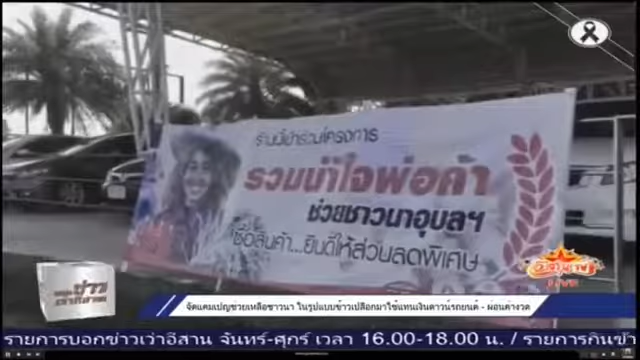 ร้านนี้เข้าร่วมโครงการ
รวมน้ำใจพ่อค้า
ช่วยชาวนาอุบลฯ
ซื้อสินค้า...ยินดีให้ส่วนลดพิเศษ
ข่าว
จัดแคมเปญช่วยเหลือชาวนา ในรูปแบบข้าวเปลือกมาใช้แทนเงินดาวน์รถยนต์ - ผ่อนค่างวด
รายการบอกข่าวเว่าอีสาน จันทร์-ศุกร์ เวลา 16.00-18.00 น. / รายการกินข้าว